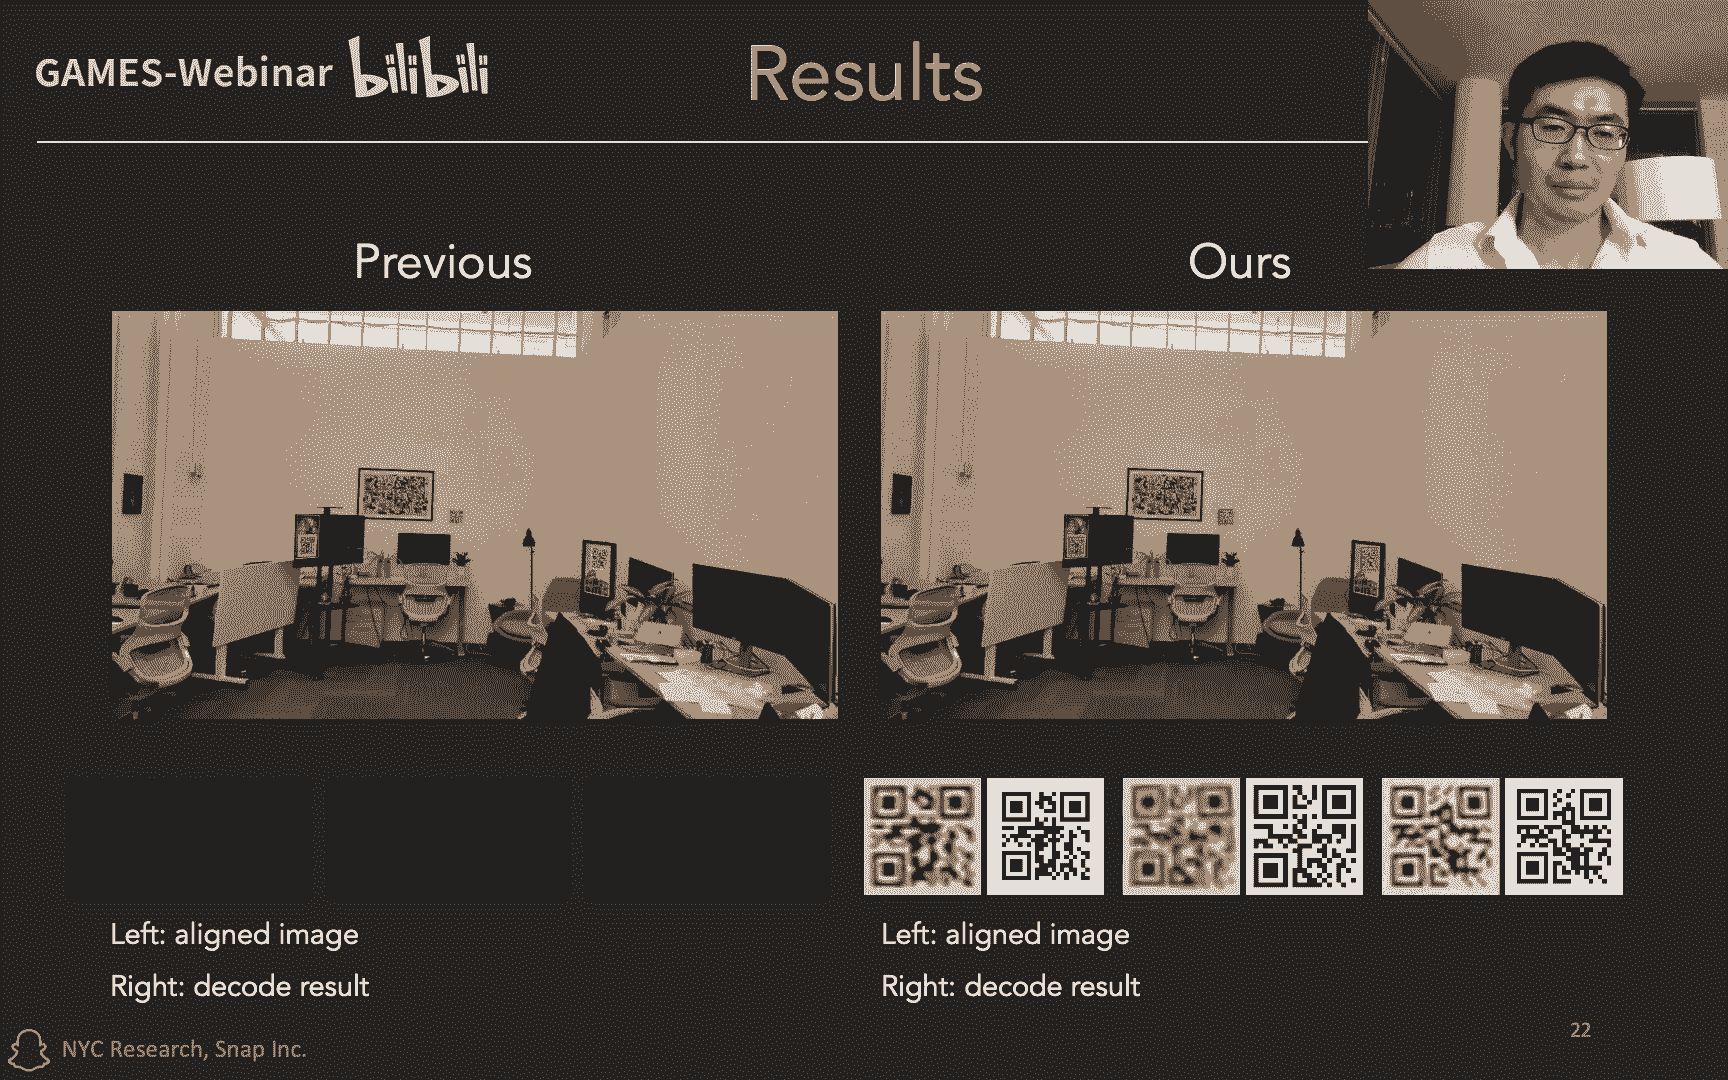 GAMES-Webinar bilibili
Results
Previous
Ours
Left: aligned image
Right: decode result
Left: aligned image
Right: decode result
22
NYC Research, Snap Inc.